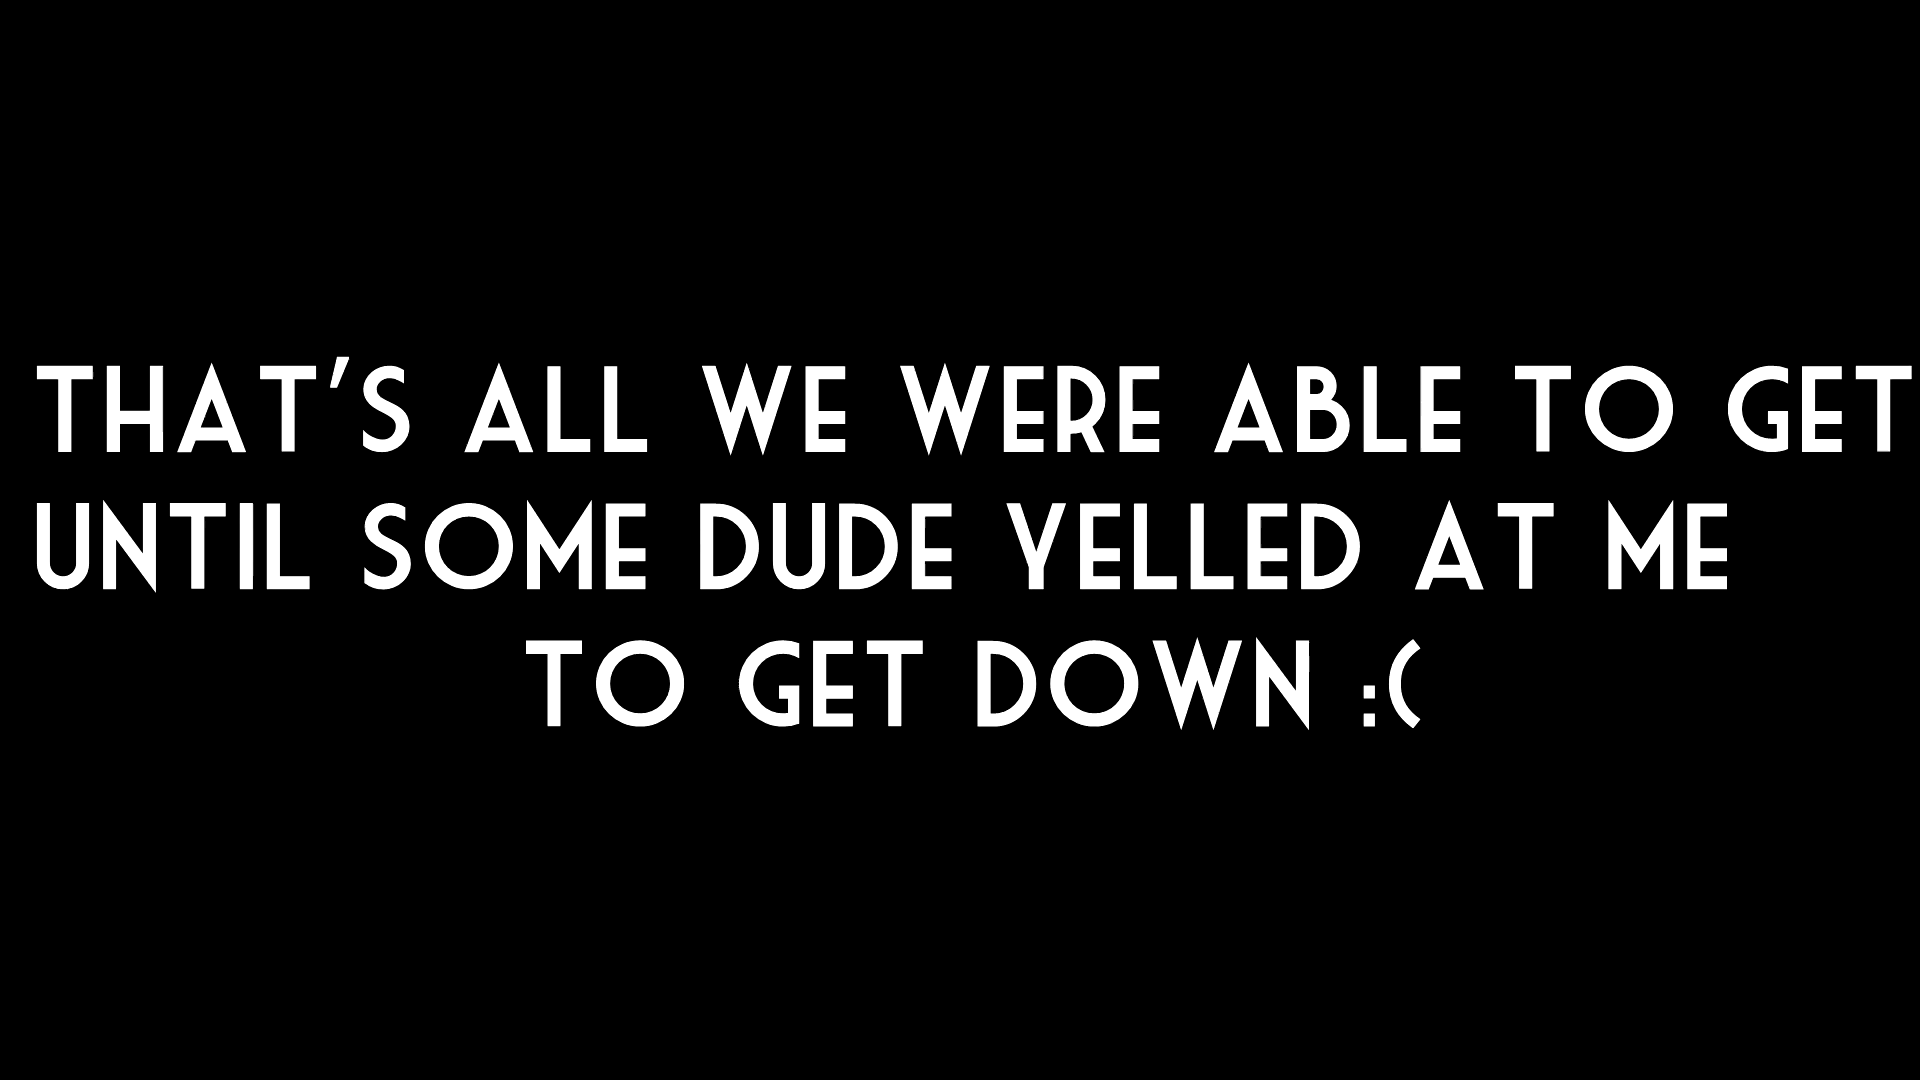 THAT'S ALL WE WERE ABLE TO GET
UNTIL SOME DUDE YELLED AT ME
TO GET DOWN :(